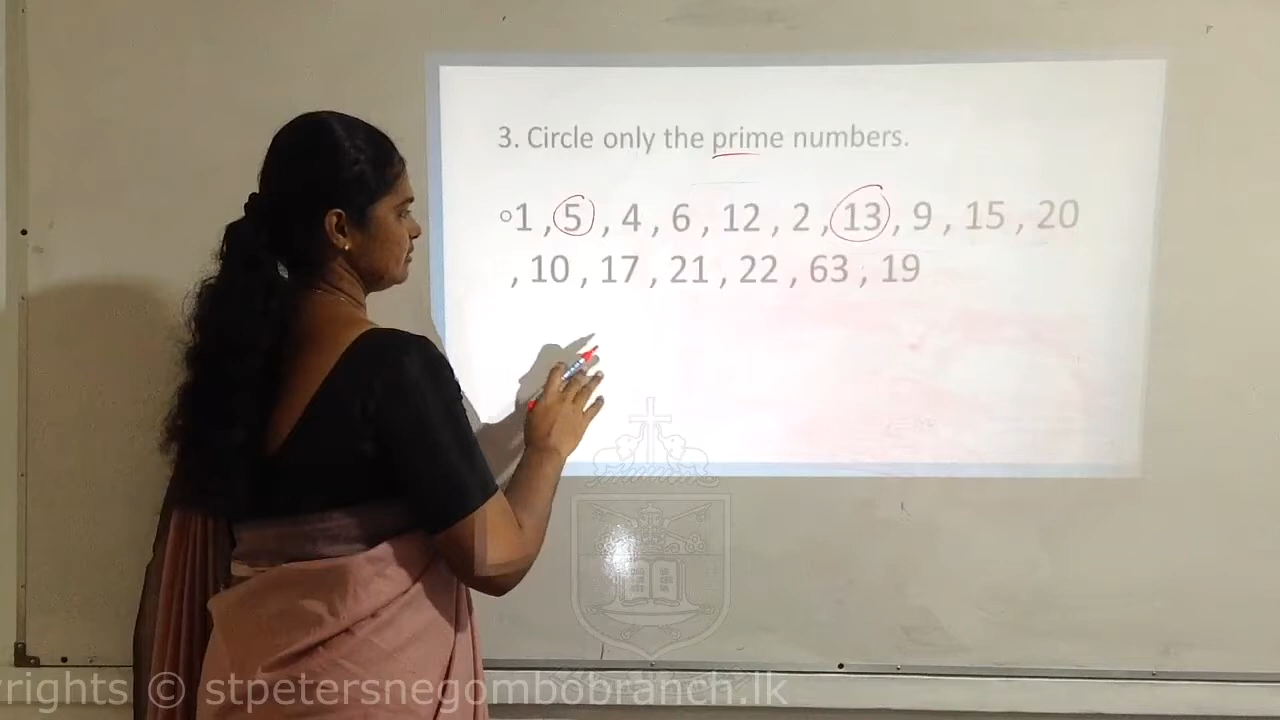 3. Circle only the prime numbers.
1 , 5 , 4 , 6 , 12 , 2 , 13 , 9 , 15 , 20
, 10 , 17 , 21 , 22 , 63 , 19
rights © stpetersnegombobranch.lk